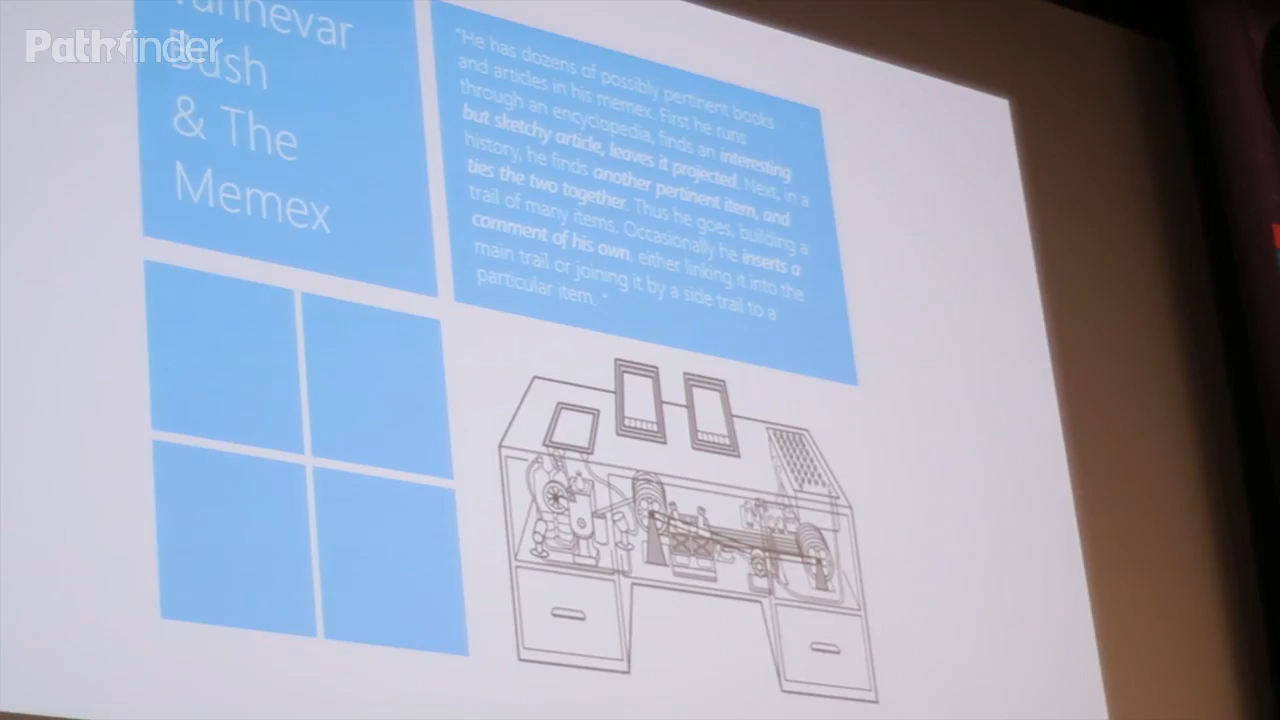 Pathfinder
Bush
& The
Memex
"He has dozens of possibly pertinent books
and articles in his memex. First he runs
through an encyclopedia, finds an interesting
but sketchy article, leaves it projected. Next, in a
history, he finds another pertinent item, and
ties the two together. Thus he goes, building a
trail of many items. Occasionally he inserts a
comment of his own, either linking it into the
main trail or joining it by a side trail to a
particular item. "